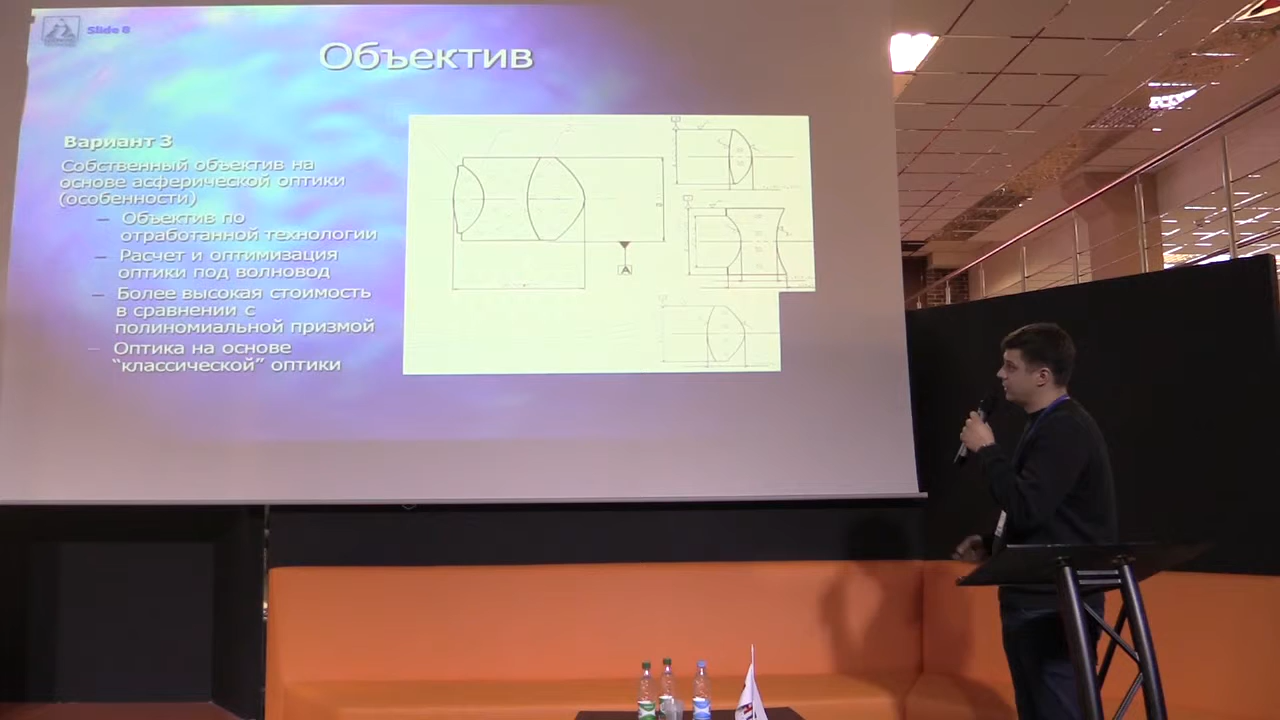 Slide 8
Объектив
Вариант 3
Собственный объектив на
основе асферической оптики
(особенности)
– Объектив по
отработанной технологии
– Расчет и оптимизация
оптики под волновод
– Более высокая стоимость
в сравнении с
полиномиальной призмой
– Оптика на основе
“классической” оптики
A